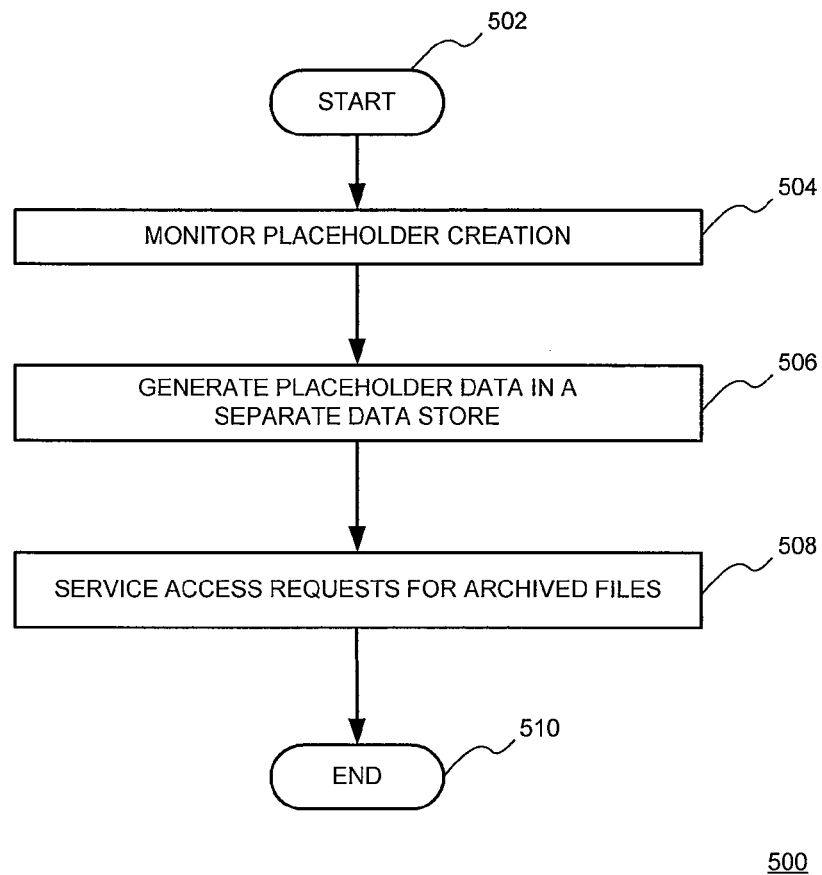 502
START
504
MONITOR PLACEHOLDER CREATION
506
GENERATE PLACEHOLDER DATA IN A
SEPARATE DATA STORE
508
SERVICE ACCESS REQUESTS FOR ARCHIVED FILES
510
END
500